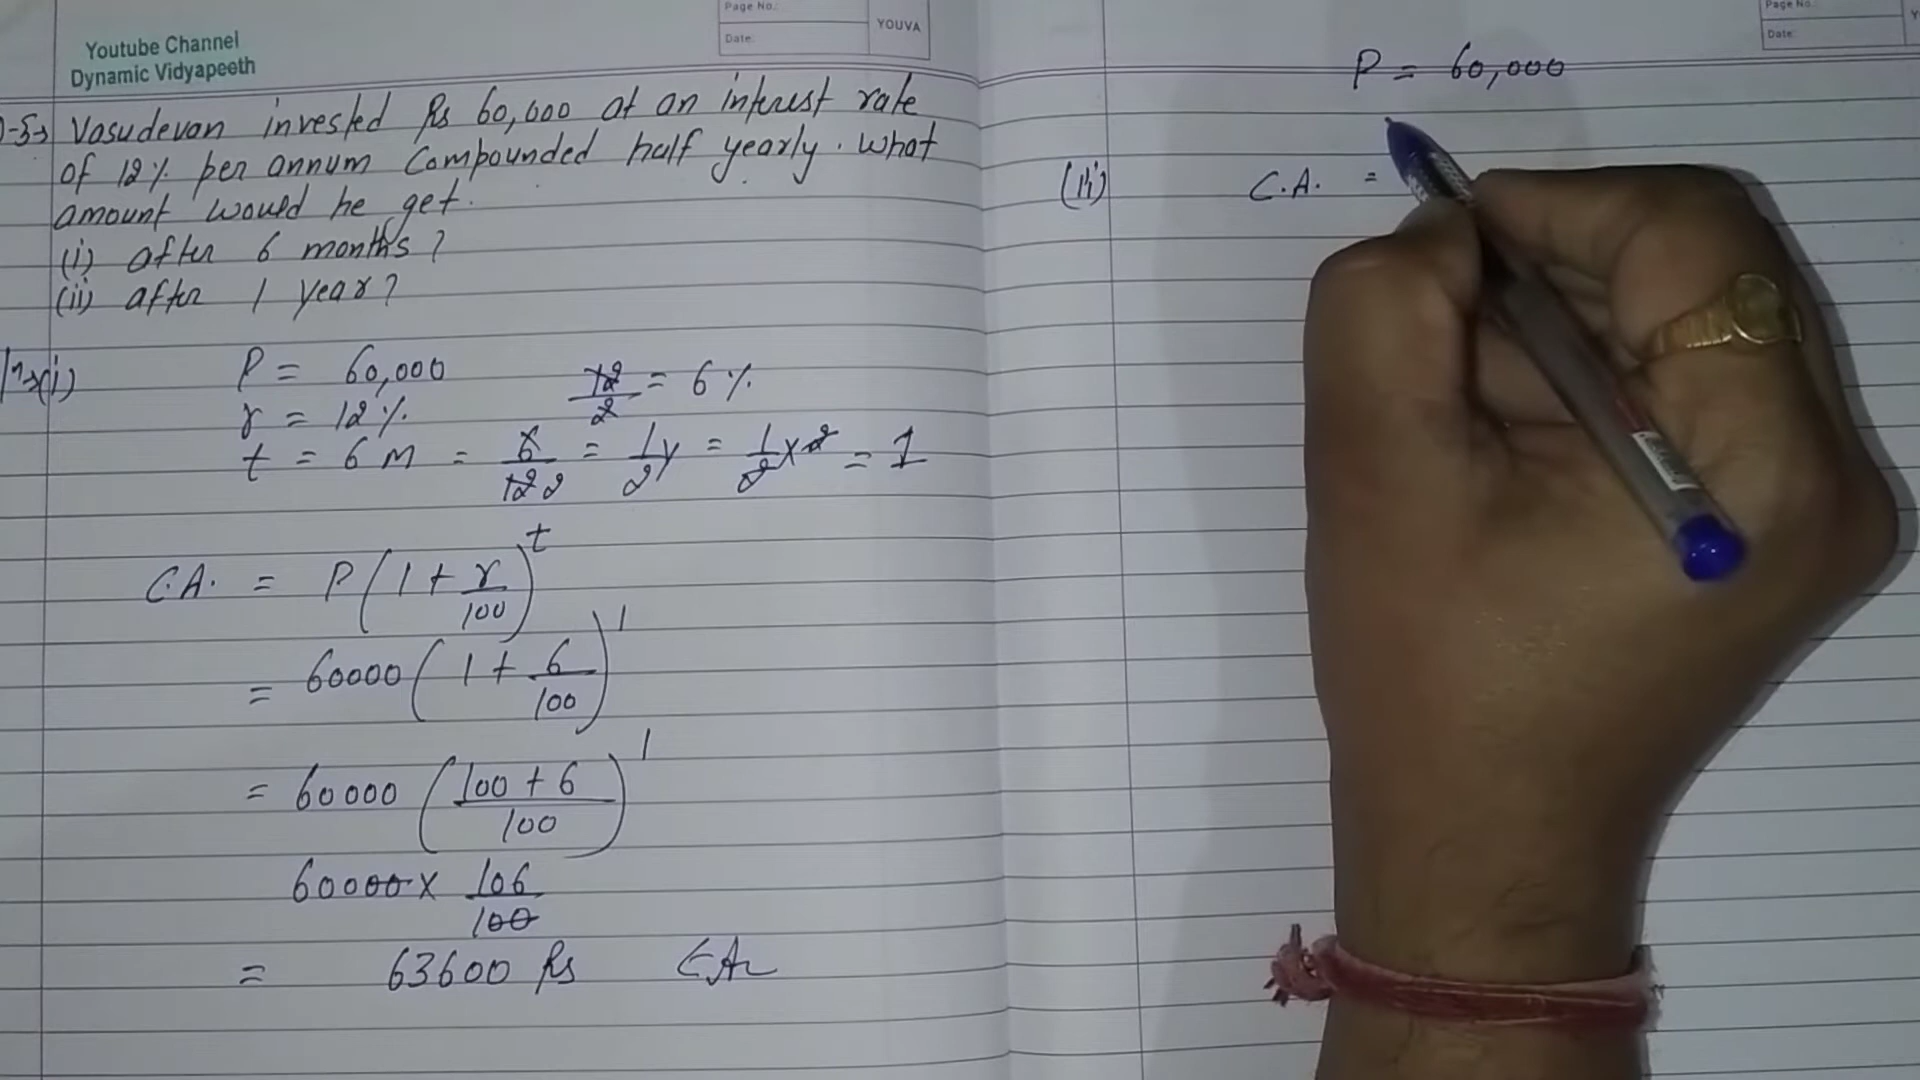 Youtube Channel
Dynamic Vidyapeeth
Page No.:
Date:
YOUVA
Q-5→ Vasudevan invested Rs 60,000 at an interest rate
of 12% per annum Compounded half yearly. What
amount would he get.
(i) after 6 months?
(ii) after 1 year?
(i) P = 60,000 12/2 = 6%
r = 12%
t = 6 M = 6/12 2 = 1/2 y = 1/2 x 2 = 1
C.A. = P(1 + r/100)^t
= 60000 (1 + 6/100)^1
= 60000 (100 + 6/100)^1
60000 x 106/100
= 63600 Rs
Page No.:
Date:
P = 60,000
(ii) C.A. =